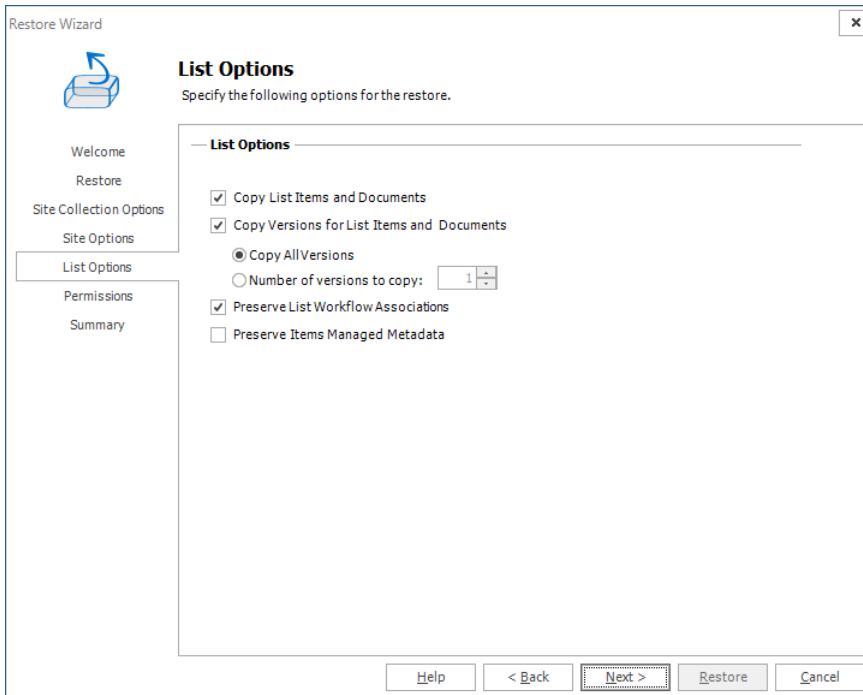 Restore Wizard
List Options
Specify the following options for the restore.
Welcome
Restore
Site Collection Options
Site Options
List Options
Permissions
Summary
List Options
Copy List Items and Documents
Copy Versions for List Items and Documents
Copy All Versions
Number of versions to copy: 1
Preserve List Workflow Associations
Preserve Items Managed Metadata
Help < Back Next > Restore Cancel